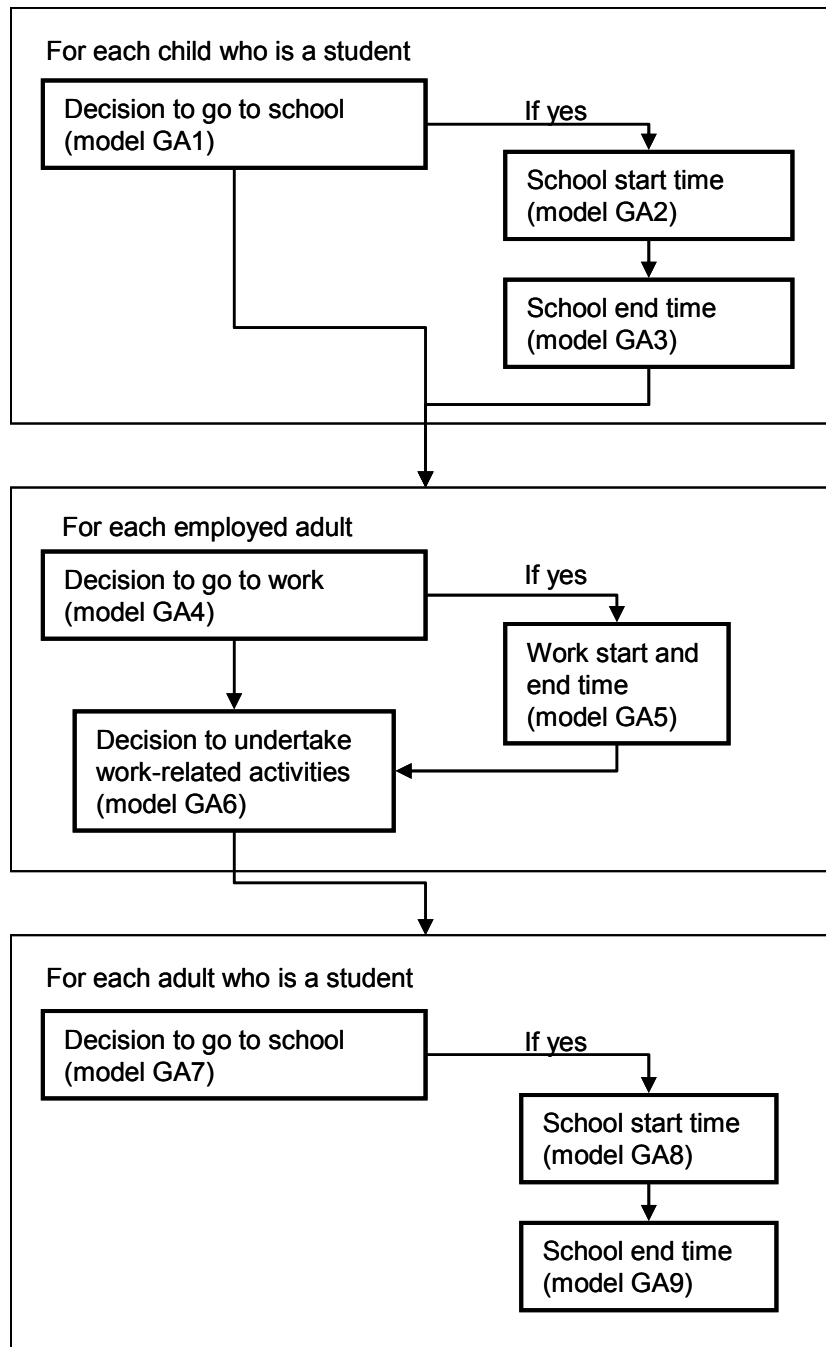 For each child who is a student
Decision to go to school
(model GA1)
If yes
School start time
(model GA2)
School end time
(model GA3)
For each employed adult
Decision to go to work
(model GA4)
If yes
Work start and
end time
(model GA5)
Decision to undertake
work-related activities
(model GA6)
For each adult who is a student
Decision to go to school
(model GA7)
If yes
School start time
(model GA8)
School end time
(model GA9)